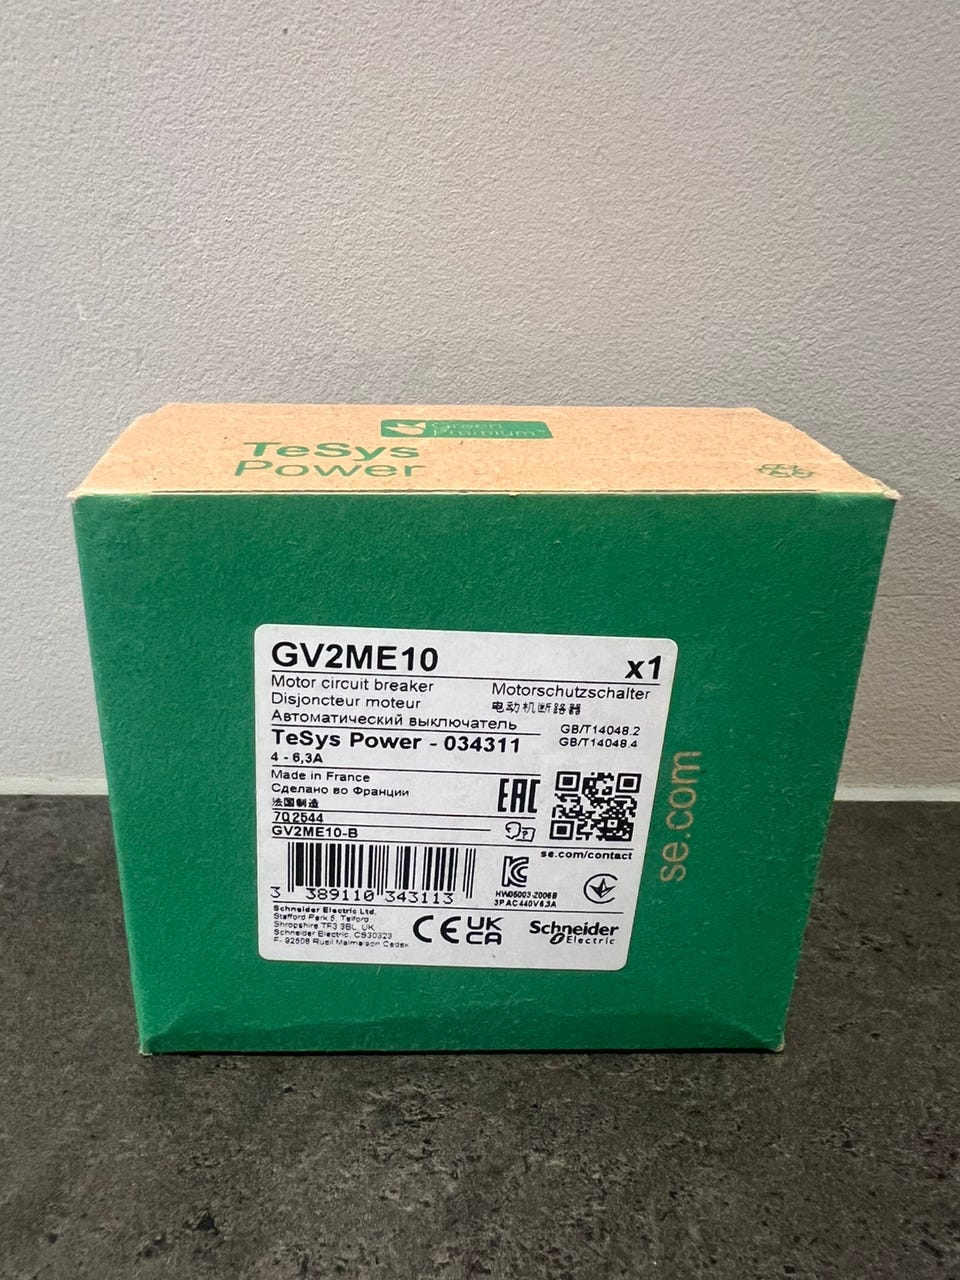 Green
Premium™
TeSys
Power
GV2ME10
x1
Motor circuit breaker
Motorschutzschalter
Disjoncteur moteur
电动机断路器
Автоматический выключатель
GB/T14048.2
TeSys Power - 034311
GB/T14048.4
4 - 6,3A
Made in France
Сделано во Франции
法国制造
EAC
7Q2544
GV2ME10-B
se.com/contact
3 389110 343113
HW05003-2006B
3P AC440V 6,3A
Schneider Electric Ltd.
Stafford Park 5, Telford
Shropshire TF3 3BL, UK
Schneider Electric, CS30323
F- 92508 Rueil Malmaison Cedex
CE UK
CA
Schneider
Electric
se.com